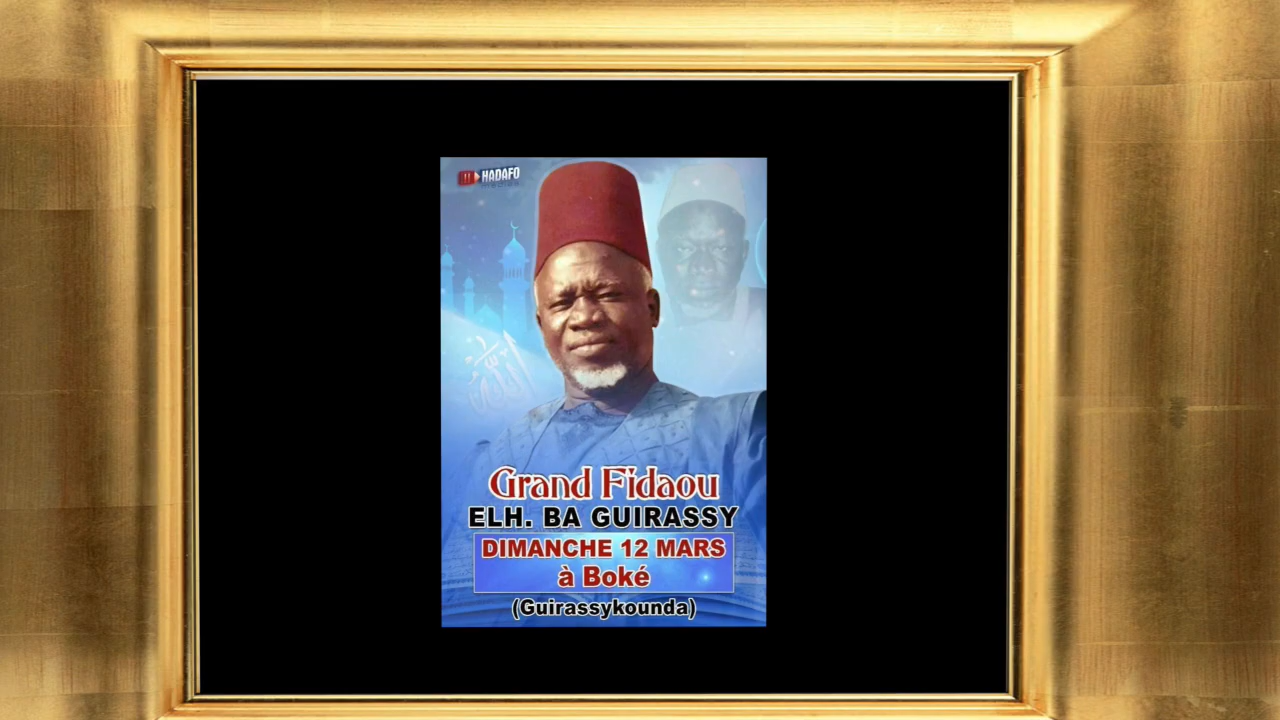 HADAFO
Grand Fidaou
ELH. BA GUIRASSY
DIMANCHE 12 MARS
à Boké
(Guirassykounda)